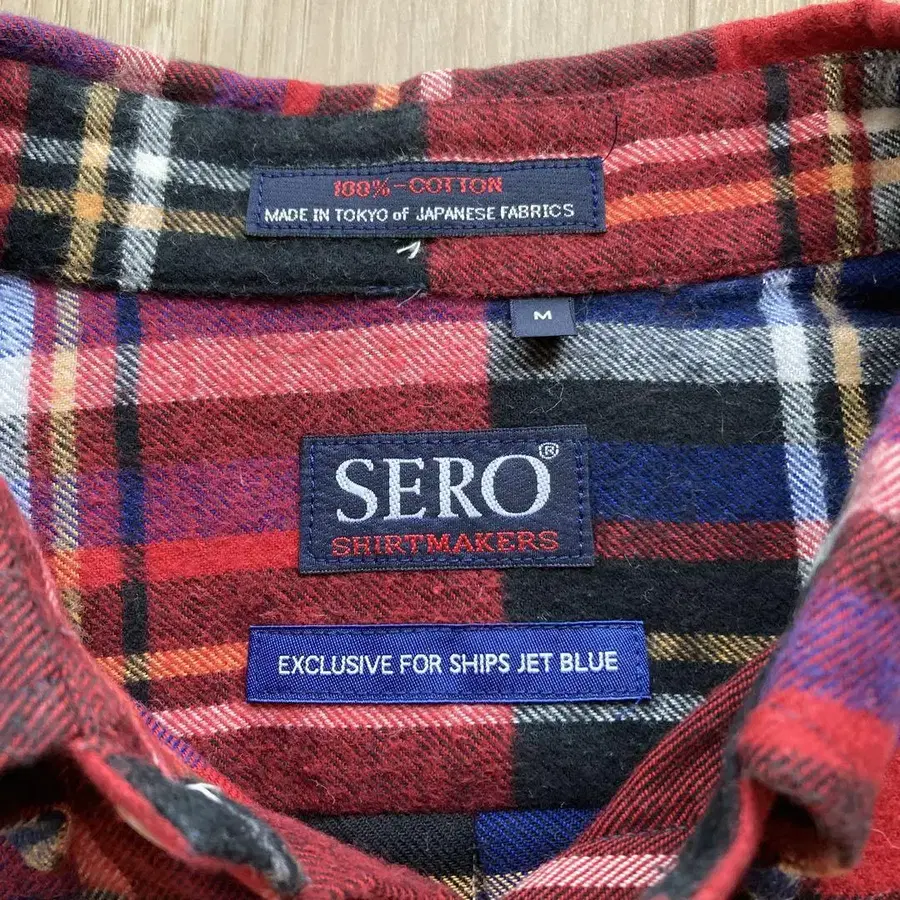 100%-COTTON
MADE IN TOKYO of JAPANESE FABRICS
M
SERO®
SHIRTMAKERS
EXCLUSIVE FOR SHIPS JET BLUE